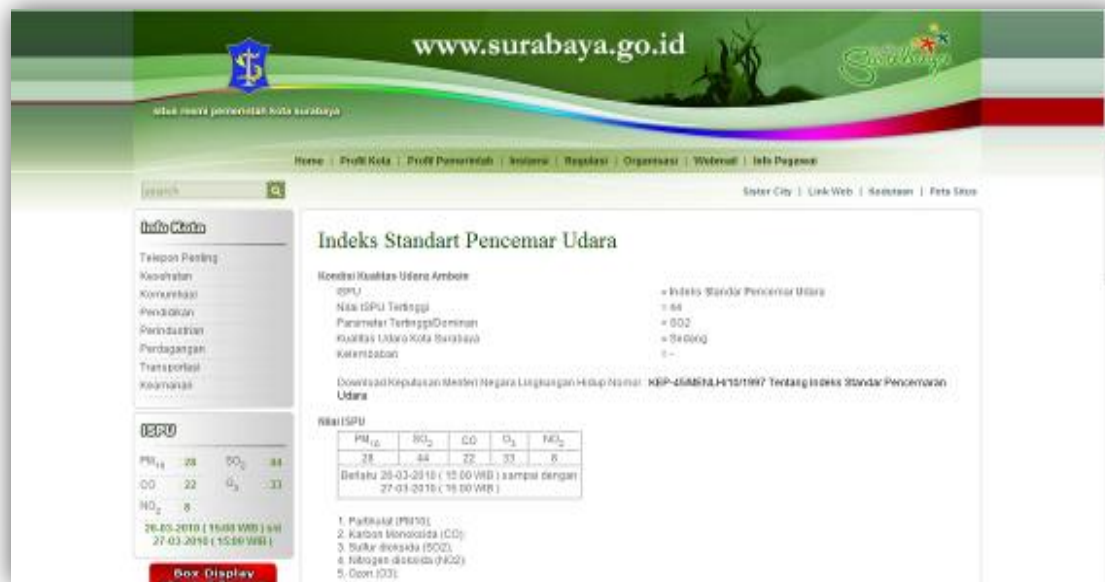 www.surabaya.go.id
situs resmi pemerintah kota surabaya
Home | Profil Kota | Profil Pemerintah | Instansi | Regulasi | Organisasi | Webmail | Info Pegawai
search
Sister City | Link Web | Kedutaan | Peta Situs
Info Kota
Telepon Penting
Kesehatan
Komunikasi
Pendidikan
Perindustrian
Perdagangan
Transportasi
Keamanan
ISPU
PM10 28 SO2 44
CO 22 O3 33
NO2 8
26-03-2010 ( 15:00 WIB ) s/d
27-03-2010 ( 15:00 WIB )
Box Display
Indeks Standart Pencemar Udara
Kondisi Kualitas Udara Ambein
ISPU = Indeks Standar Pencemar Udara
Nilai ISPU Tertinggi = 44
Parameter Tertinggi/Dominan = SO2
Kualitas Udara Kota Surabaya = Sedang
Kelembaban = -
Download Keputusan Menteri Negara Lingkungan Hidup Nomor : KEP-45/MENLH/10/1997 Tentang Indeks Standar Pencemaran
Udara
Nilai ISPU
PM10 SO2 CO O3 NO2
28 44 22 33 8
Berlaku 26-03-2010 ( 15:00 WIB ) sampai dengan
27-03-2010 ( 15:00 WIB )
1. Partikulat (PM10);
2. Karbon Monoksida (CO);
3. Sulfur dioksida (SO2);
4. Nitrogen dioksida (NO2);
5. Ozon (O3);